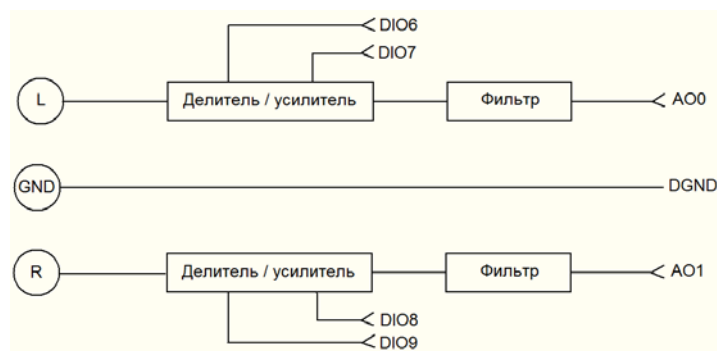 DIO6
DIO7
L
Делитель / усилитель
Фильтр
AO0
GND
DGND
R
Делитель / усилитель
Фильтр
AO1
DIO8
DIO9